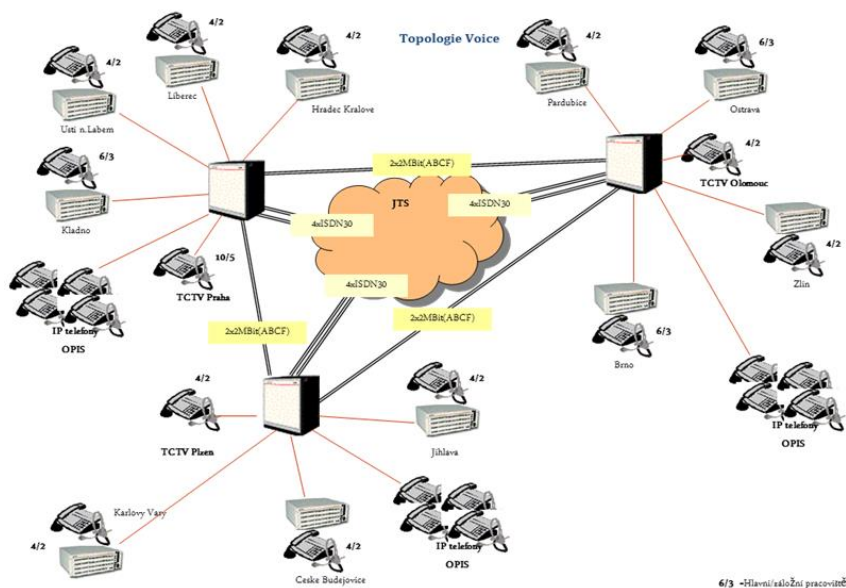 Topologie Voice
4/2
4/2
4/2
4/2
6/3
Liberec
Usti n.Labem
Hradec Kralove
Pardubice
Ostrava
6/3
Kladno
2x2MBit(ABCF)
4/2
TCTV Olomouc
JTS
4xISDN30
4xISDN30
10/5
TCTV Praha
4/2
Zlin
IP telefony
OPIS
4xISDN30
2x2MBit(ABCF)
2x2MBit(ABCF)
6/3
Brno
4/2
4/2
TCTV Plzen
Jihlava
IP telefony
OPIS
Karlovy Vary
4/2
Ceske Budejovice
4/2
IP telefony
OPIS
6/3 -Hlavní/záložní pracoviště